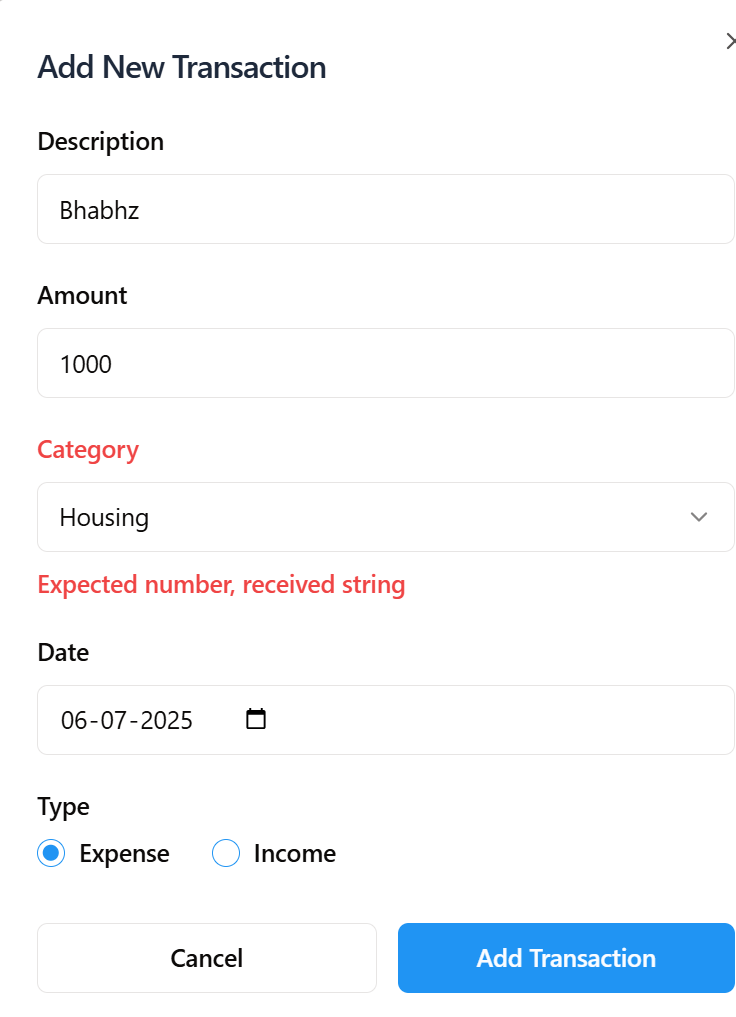 Add New Transaction
Description
Bhabhz
Amount
1000
Category
Housing
Expected number, received string
Date
06-07-2025
Type
Expense Income
Cancel Add Transaction